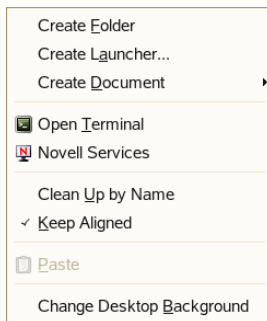 Create Folder
Create Launcher...
Create Document
Open Terminal
N Novell Services
Clean Up by Name
Keep Aligned
Paste
Change Desktop Background